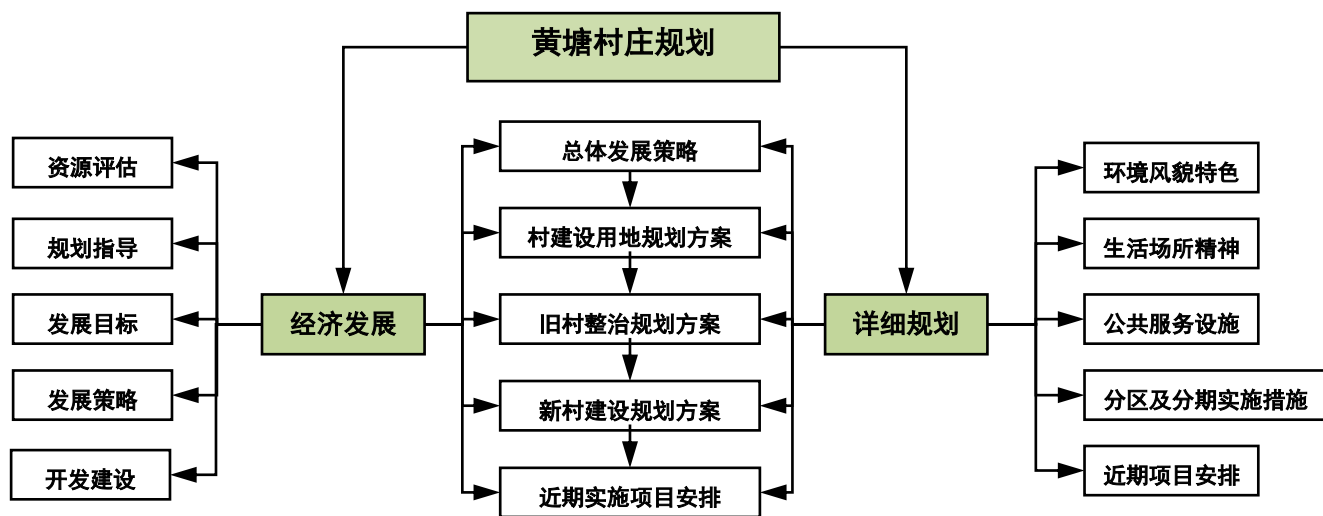 黄塘村庄规划
资源评估
规划指导
发展目标
发展策略
开发建设
经济发展
总体发展策略
村建设用地规划方案
旧村整治规划方案
新村建设规划方案
近期实施项目安排
详细规划
环境风貌特色
生活场所精神
公共服务设施
分区及分期实施措施
近期项目安排